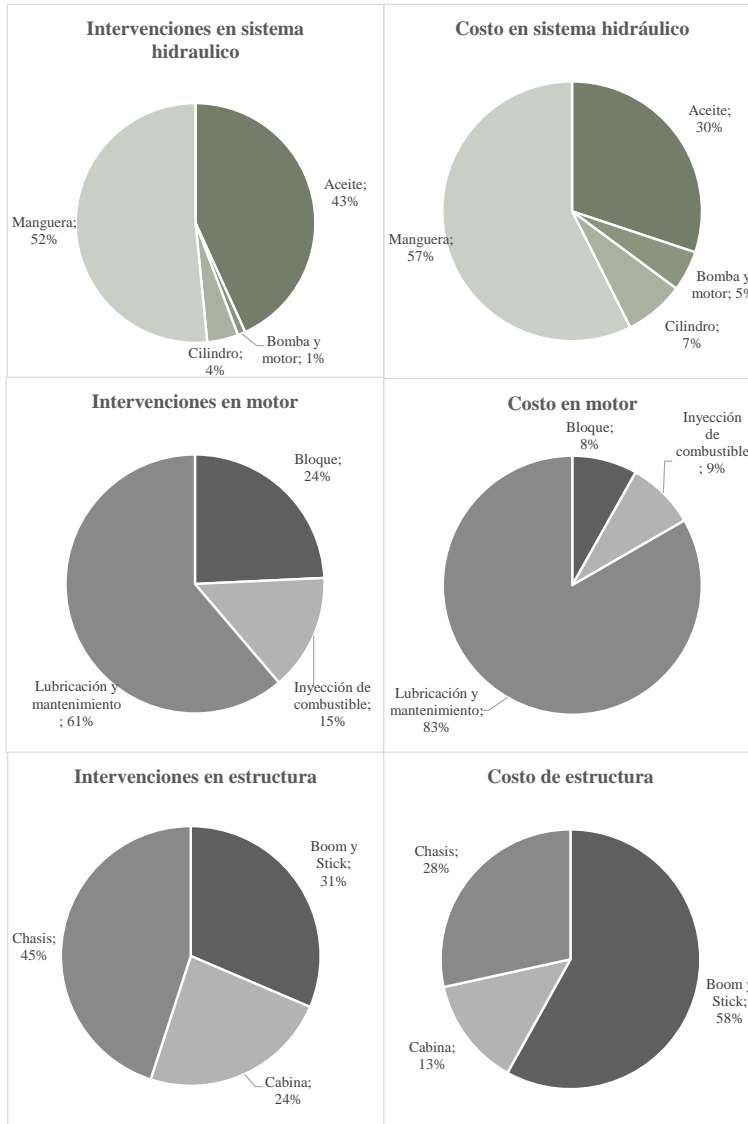 Intervenciones en sistema
hidraulico
Aceite;
43%
Manguera;
52%
Bomba y
motor; 1%
Cilindro;
4%
Costo en sistema hidráulico
Aceite;
30%
Manguera;
57%
Bomba y
motor; 5%
Cilindro;
7%
Intervenciones en motor
Bloque;
24%
Lubricación y
mantenimiento
; 61%
Inyección de
combustible;
15%
Costo en motor
Bloque;
8%
Inyección
de
combustible
; 9%
Lubricación y
mantenimiento;
83%
Intervenciones en estructura
Boom y
Stick;
31%
Chasis;
45%
Cabina;
24%
Costo de estructura
Chasis;
28%
Boom y
Stick;
58%
Cabina;
13%